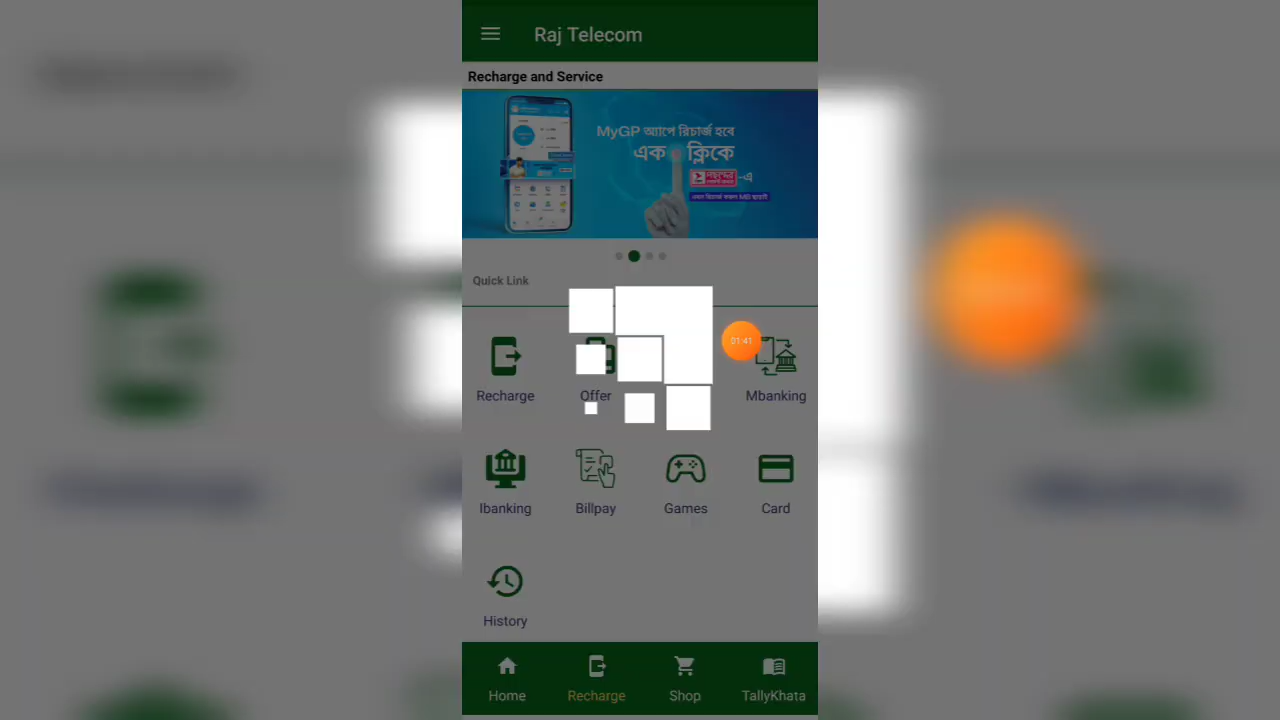 Raj Telecom
Recharge and Service
MyGP অ্যাপে রিচার্জ হবে
এক ক্লিকে
-এ
Quick Link
01:41
Recharge
Offer
Mbanking
Ibanking
Billpay
Games
Card
History
Home
Recharge
Shop
TallyKhata